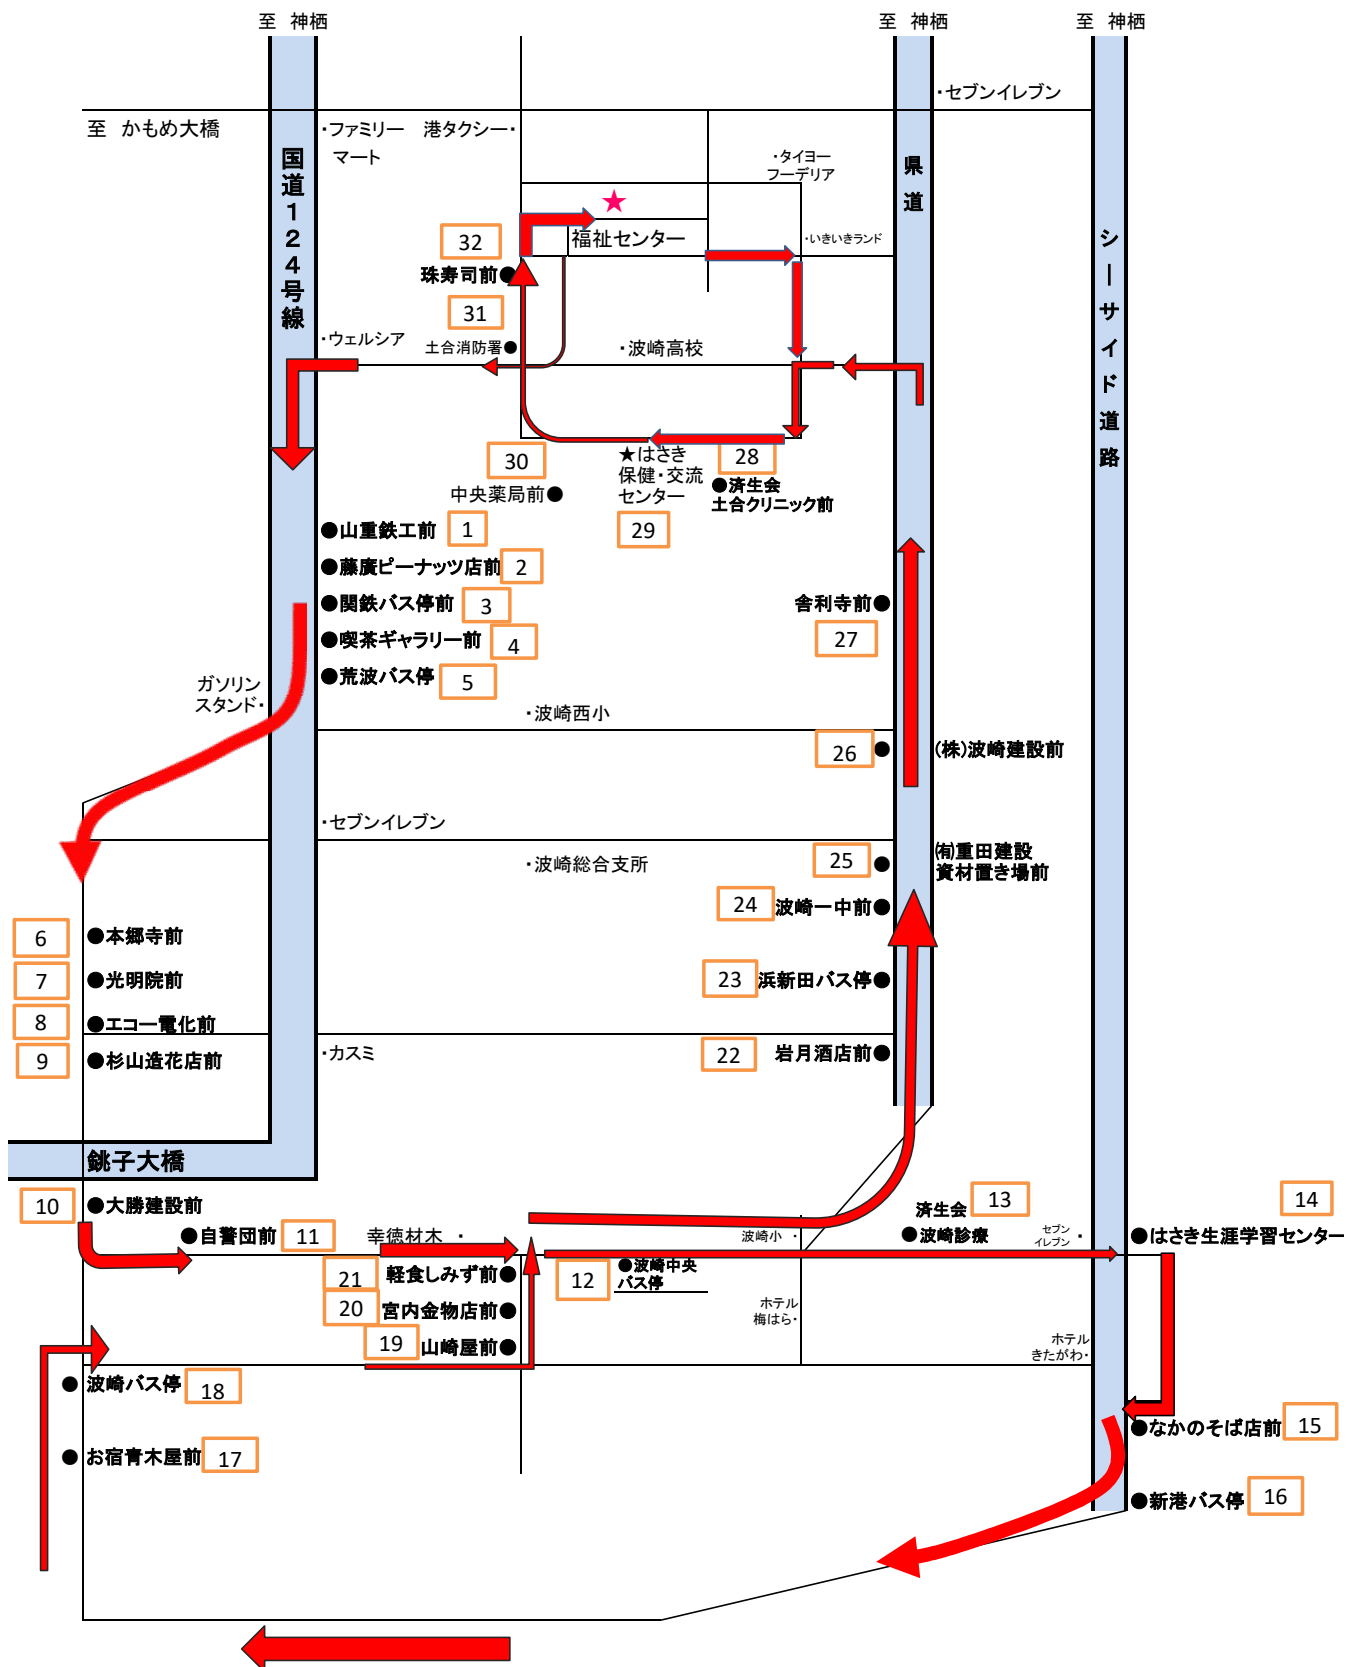 至　神栖
至　神栖
至　神栖
・セブンイレブン
至　かもめ大橋
・ファミリー
マート
港タクシー・
国道１２４号線
・タイヨー
フーデリア
県道
シーサイド道路
★
福祉センター
・いきいきランド
32
珠寿司前●
31
土合消防署●
・ウェルシア
・波崎高校
30
中央薬局前●
★はさき
保健・交流
センター
29
28
●済生会
土合クリニック前
●山重鉄工前
1
●藤廣ピーナッツ店前
2
●関鉄バス停前
3
●喫茶ギャラリー前
4
●荒波バス停
5
舎利寺前●
27
ガソリン
スタンド・
・波崎西小
26
●
(株)波崎建設前
・セブンイレブン
・波崎総合支所
25
●
㈲重田建設
資材置き場前
24
波崎一中前●
6
●本郷寺前
7
●光明院前
23
浜新田バス停●
8
●エコー電化前
9
●杉山造花店前
・カスミ
22
岩月酒店前●
銚子大橋
10
●大勝建設前
●自警団前
11
幸徳材木　・
波崎小　・
済生会
●波崎診療
13
セブン
イレブン　・
14
●はさき生涯学習センター
21
軽食しみず前●
12
●波崎中央
バス停
20
宮内金物店前●
19
山崎屋前●
ホテル
梅はら・
ホテル
きたがわ・
●波崎バス停
18
●なかのそば店前
15
●お宿青木屋前
17
●新港バス停
16